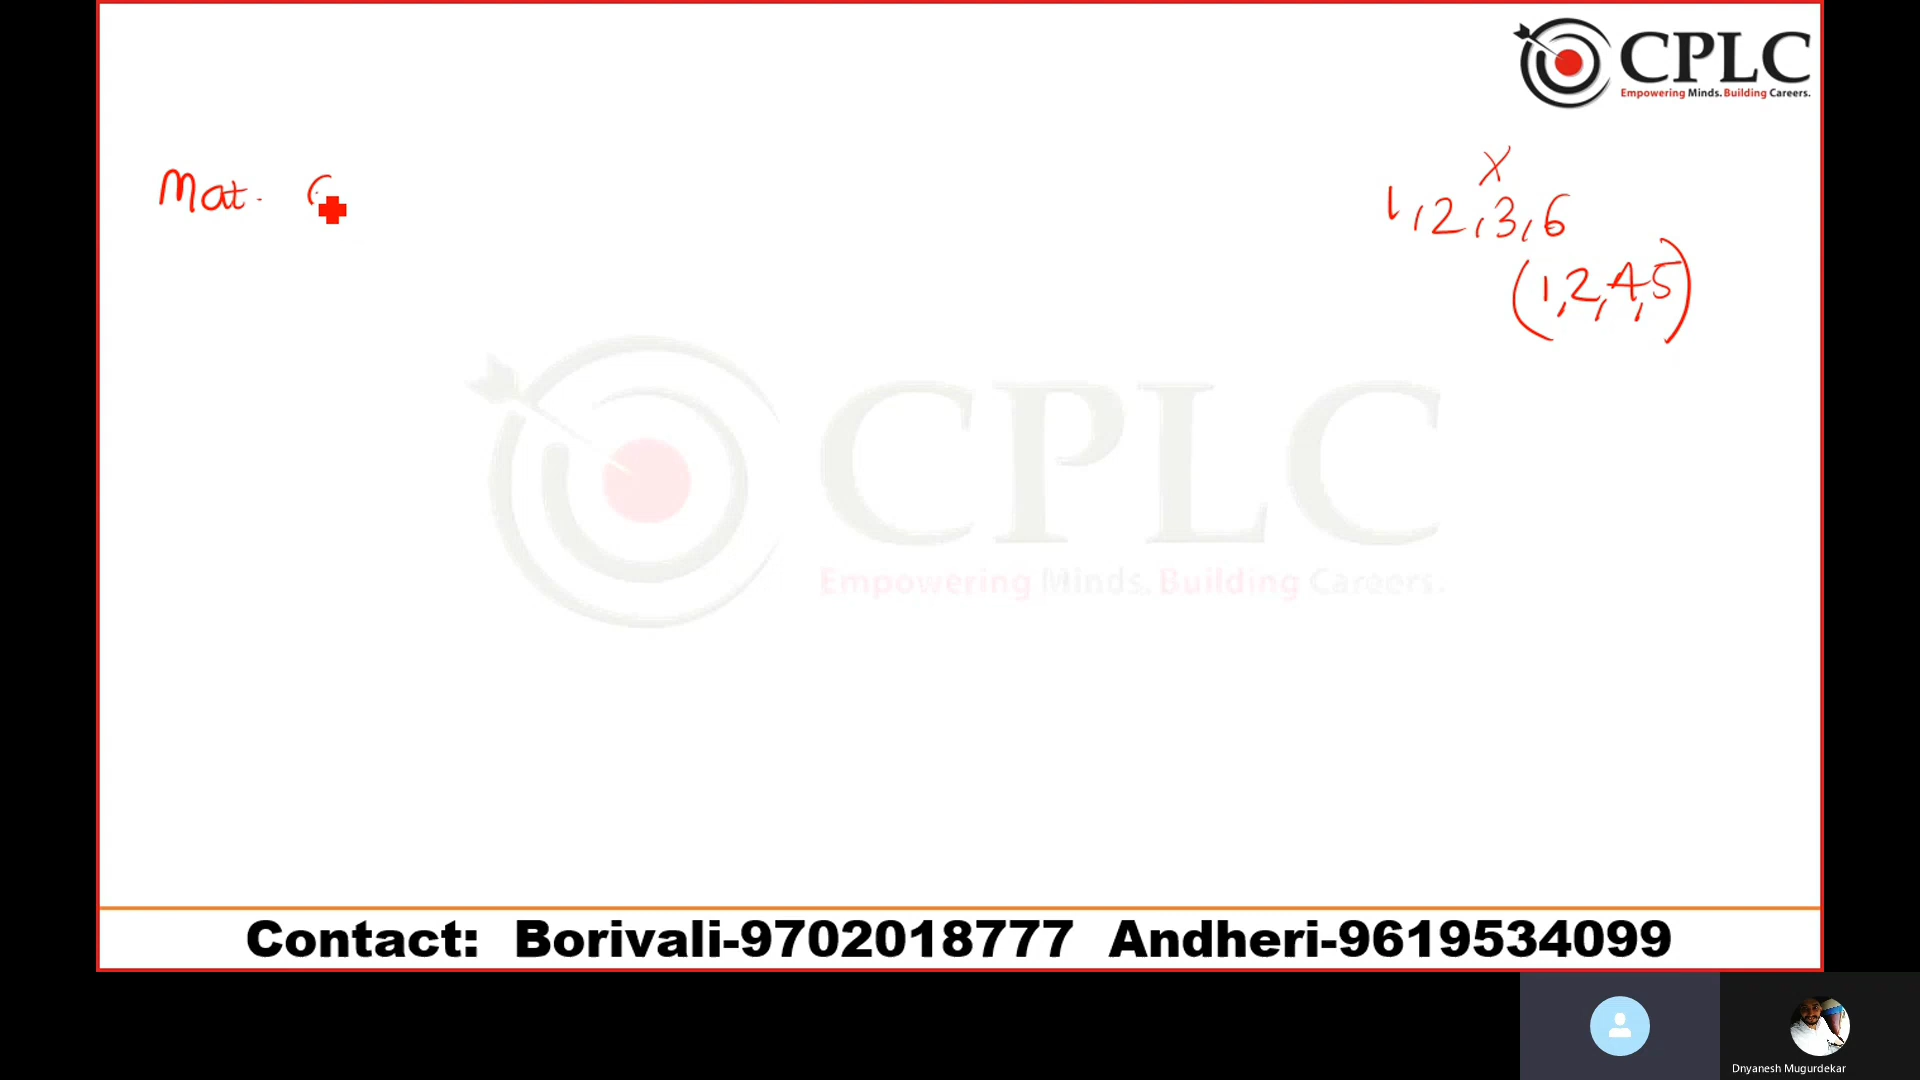 CPLC
Empowering Minds. Building Careers.
X
Mat.
1, 2, 3, 6
(1, 2, 4, 5)
CPLC
Empowering Minds. Building Careers.
Contact: Borivali-9702018777 Andheri-9619534099
Dnyanesh Mugurdekar